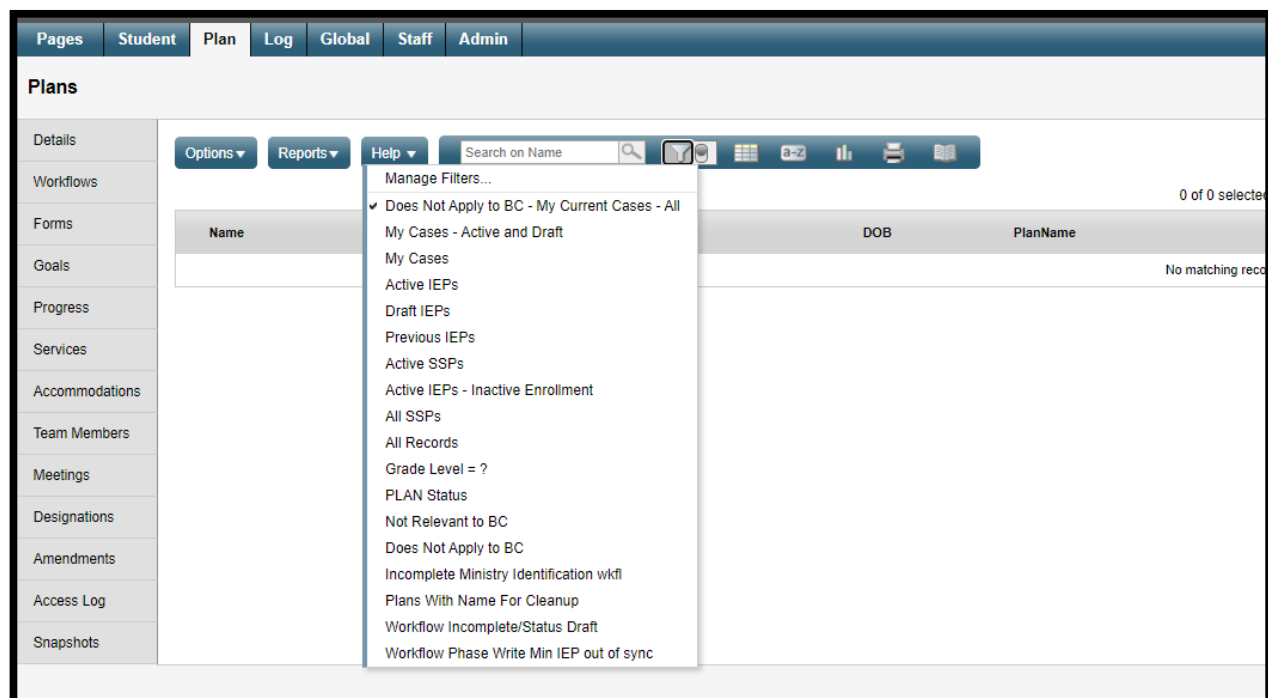 Pages Student Plan Log Global Staff Admin
Plans
Details
Workflows
Forms
Goals
Progress
Services
Accommodations
Team Members
Meetings
Designations
Amendments
Access Log
Snapshots
Options Reports Help Search on Name a-z
Manage Filters...
Does Not Apply to BC - My Current Cases - All
My Cases - Active and Draft
My Cases
Active IEPs
Draft IEPs
Previous IEPs
Active SSPs
Active IEPs - Inactive Enrollment
All SSPs
All Records
Grade Level = ?
PLAN Status
Not Relevant to BC
Does Not Apply to BC
Incomplete Ministry Identification wkfl
Plans With Name For Cleanup
Workflow Incomplete/Status Draft
Workflow Phase Write Min IEP out of sync
0 of 0 selected
Name DOB PlanName
No matching reco